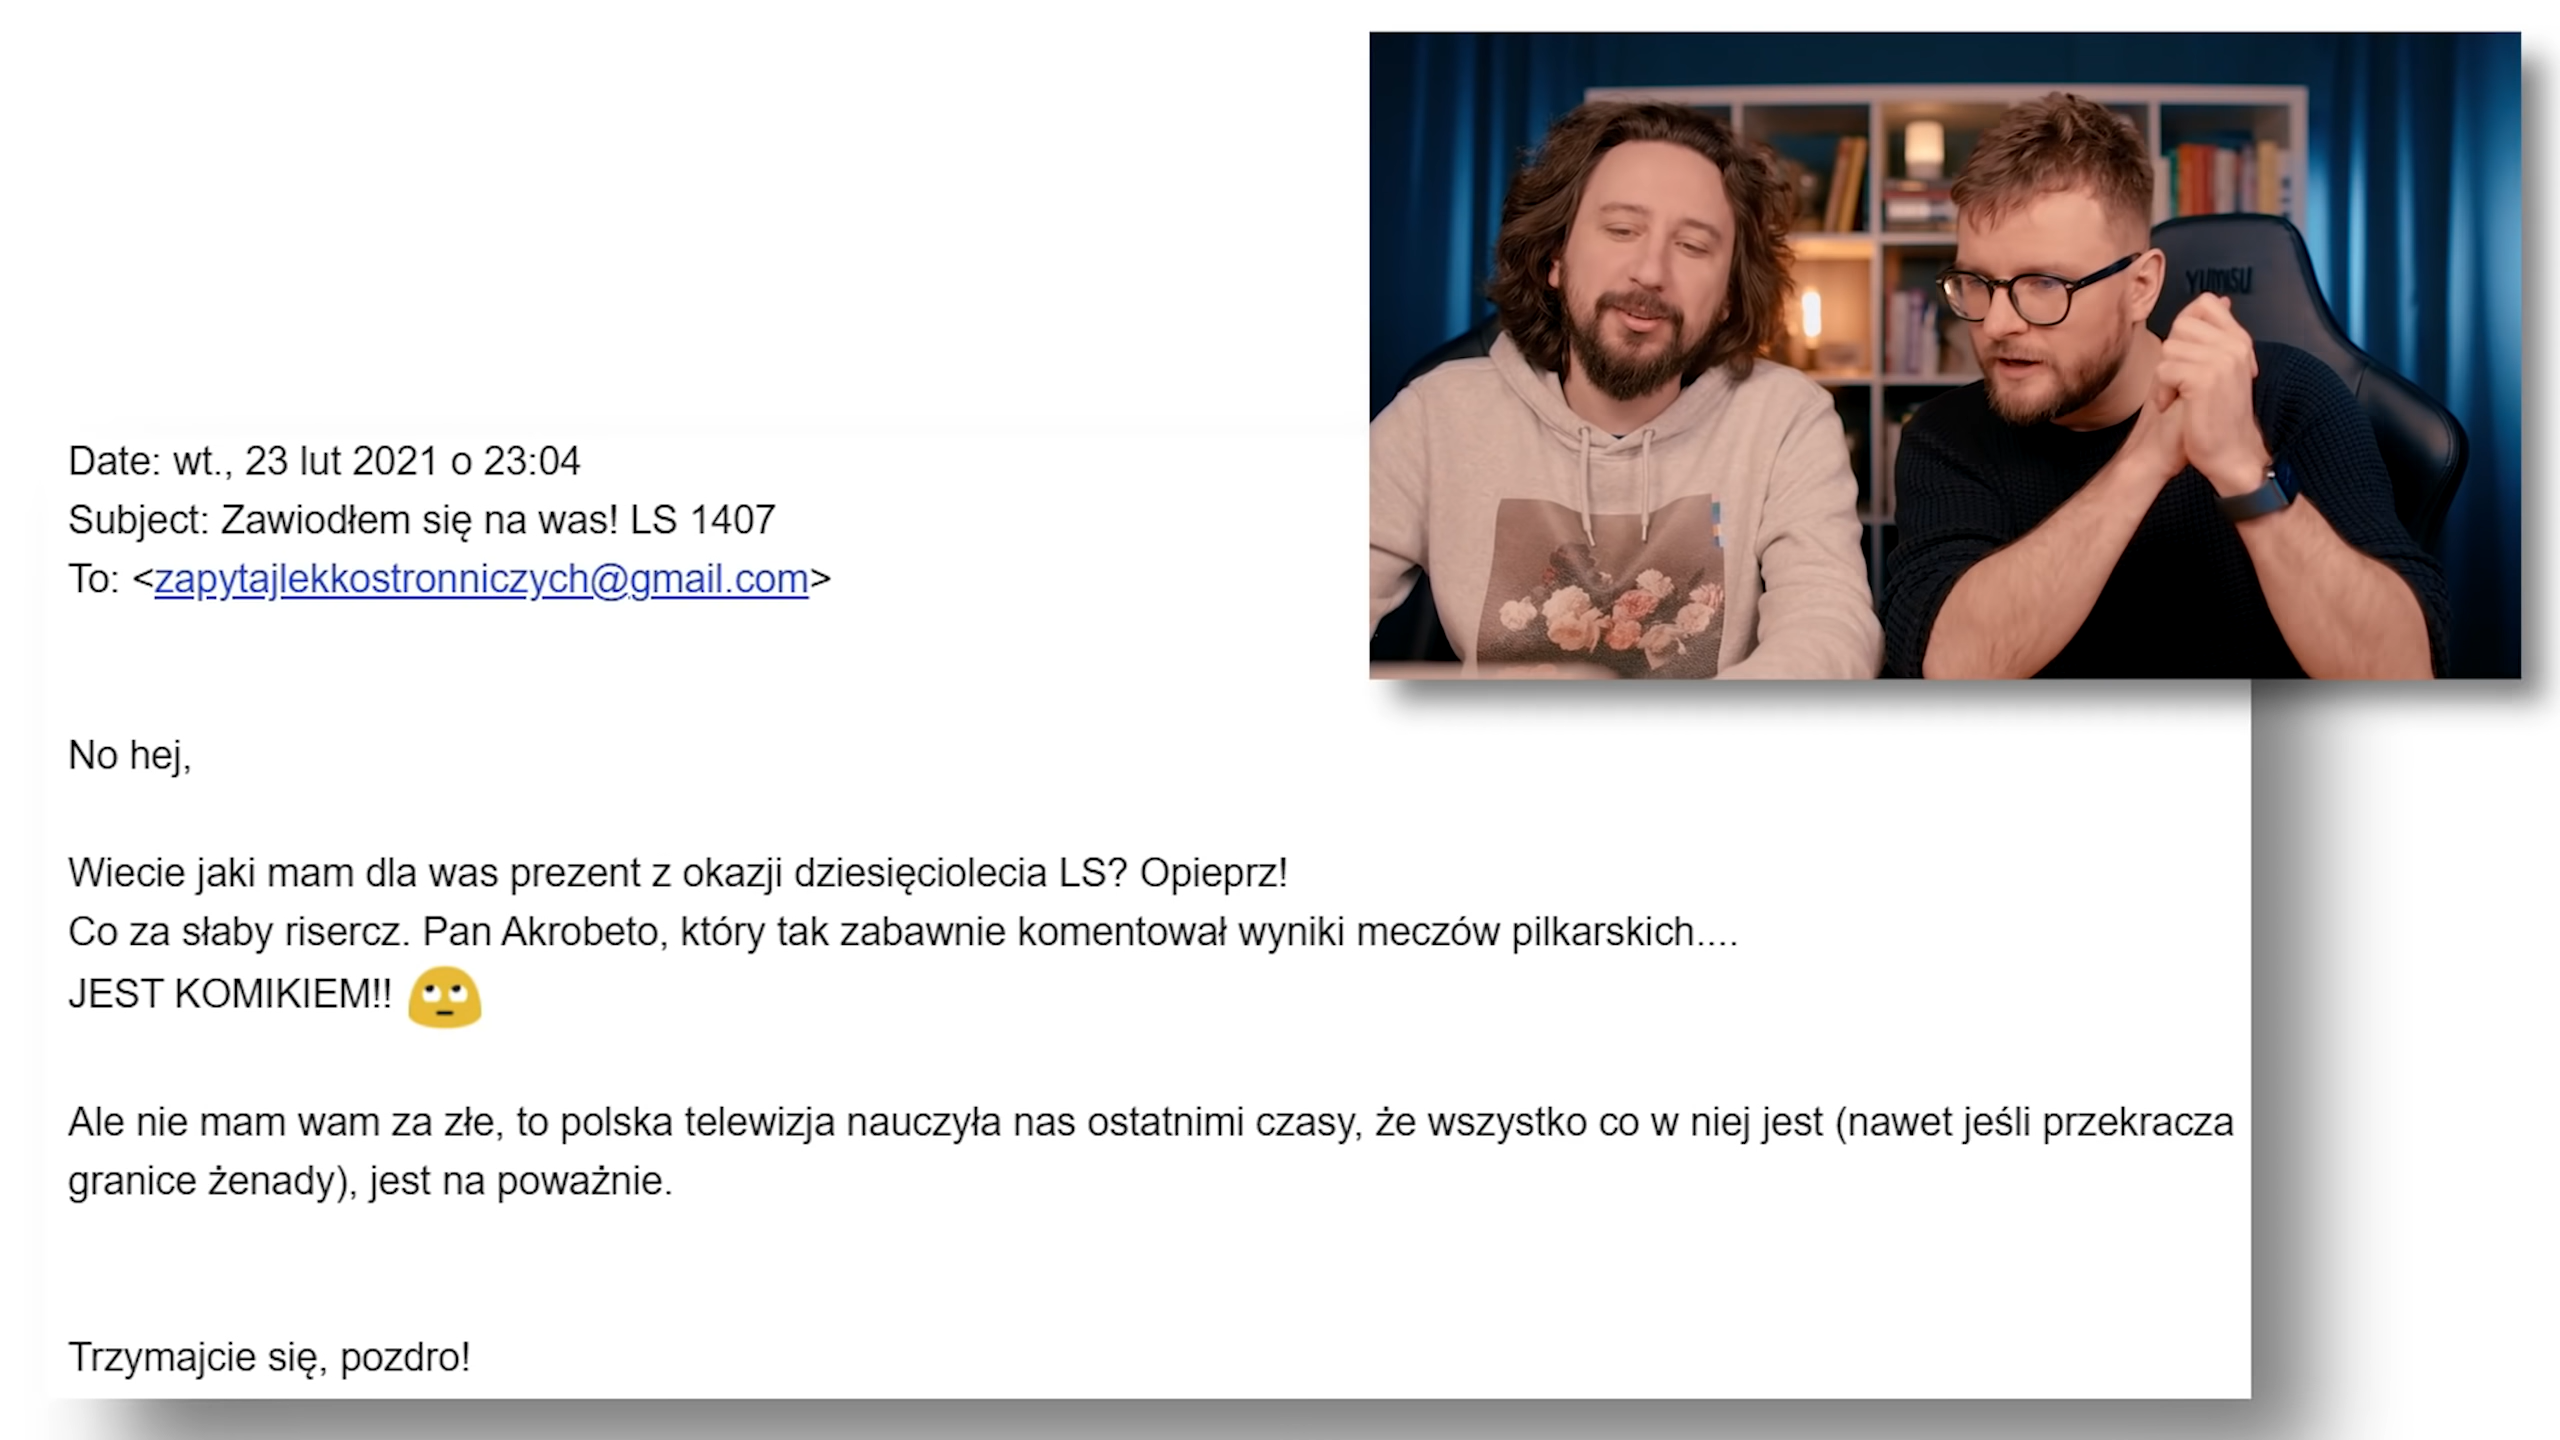 YUMISU
Date: wt., 23 lut 2021 o 23:04
Subject: Zawiodłem się na was! LS 1407
To: <zapytajlekkostronniczych@gmail.com>
No hej,
Wiecie jaki mam dla was prezent z okazji dziesięciolecia LS? Opieprz!
Co za słaby risercz. Pan Akrobeto, który tak zabawnie komentował wyniki meczów pilkarskich....
JEST KOMIKIEM!! 🙄
Ale nie mam wam za złe, to polska telewizja nauczyła nas ostatnimi czasy, że wszystko co w niej jest (nawet jeśli przekracza
granice żenady), jest na poważnie.
Trzymajcie się, pozdro!